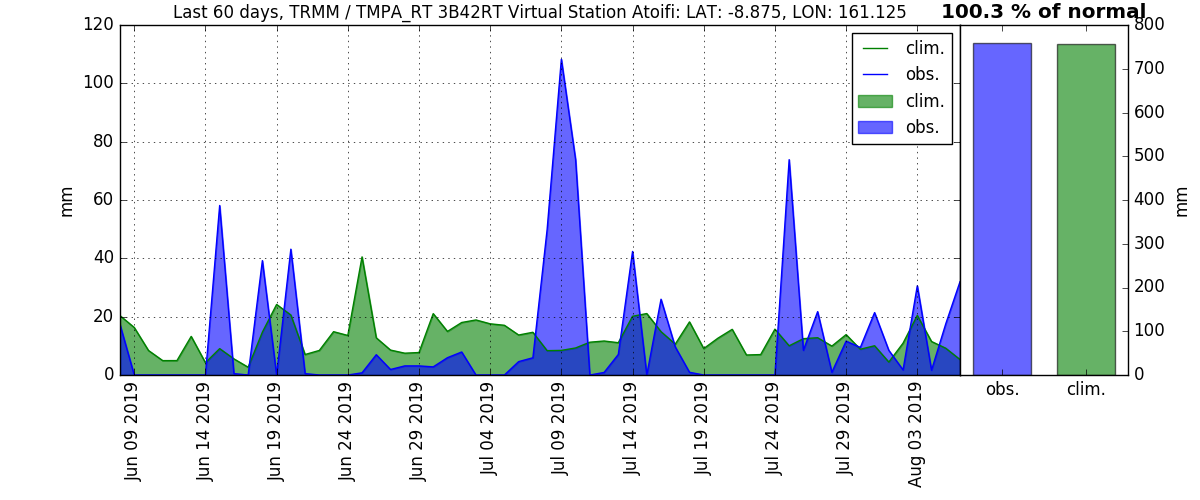 Last 60 days, TRMM / TMPA_RT 3B42RT Virtual Station Atoifi: LAT: -8.875, LON: 161.125
100.3 % of normal
120
100
80
60
40
20
0
mm
clim.
obs.
clim.
obs.
800
700
600
500
400
300
200
100
0
mm
Jun 09 2019
Jun 14 2019
Jun 19 2019
Jun 24 2019
Jun 29 2019
Jul 04 2019
Jul 09 2019
Jul 14 2019
Jul 19 2019
Jul 24 2019
Jul 29 2019
Aug 03 2019
obs.
clim.